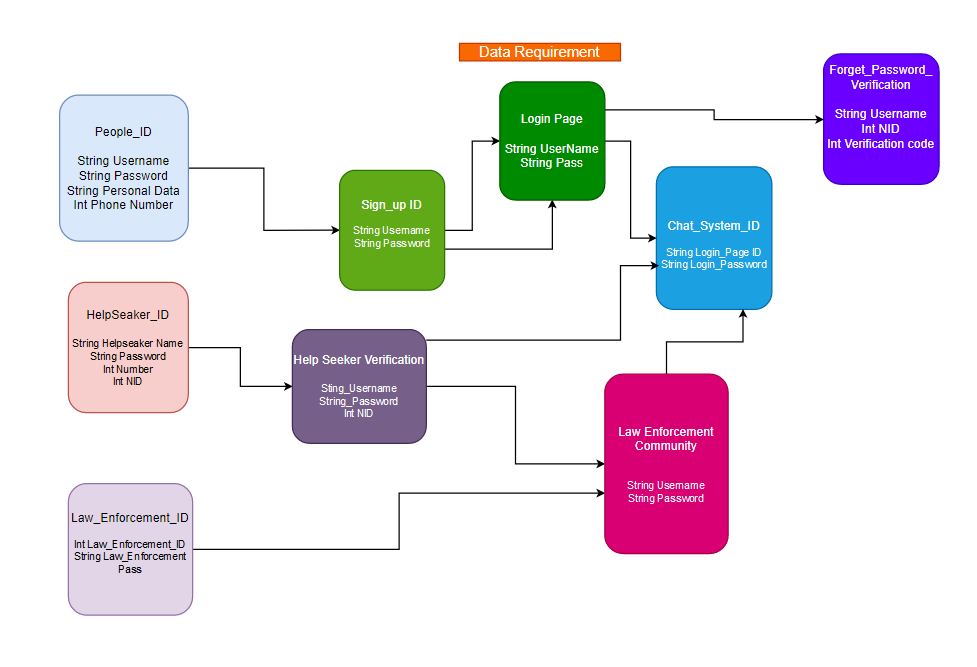 Data Requirement
People_ID
String Username
String Password
String Personal Data
Int Phone Number
Sign_up ID
String Username
String Password
Login Page
String UserName
String Pass
Forget_Password_
Verification
String Username
Int NID
Int Verification code
Chat_System_ID
String Login_Page ID
String Login_Password
HelpSeaker_ID
String Helpseaker Name
String Password
Int Number
Int NID
Help Seeker Verification
Sting_Username
String_Password
Int NID
Law Enforcement
Community
String Username
String Password
Law_Enforcement_ID
Int Law_Enforcement_ID
String Law_Enforcement
Pass